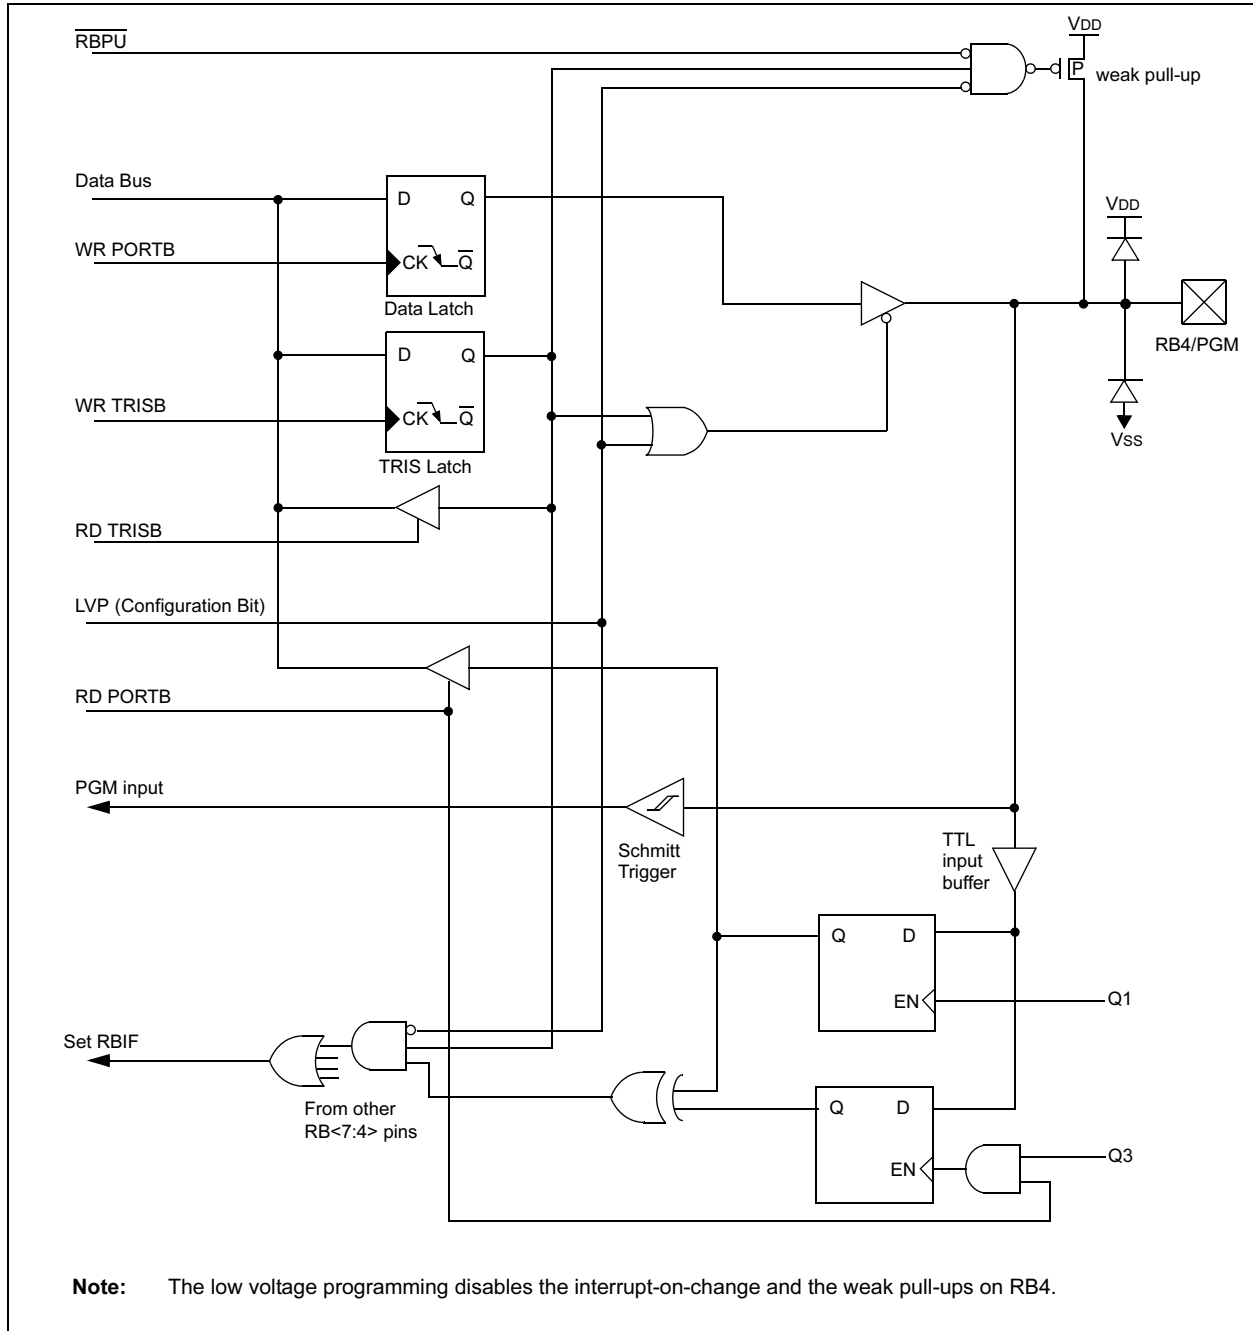 RBPU
VDD
P
weak pull-up
Data Bus
D Q
VDD
WR PORTB
CK Q
Data Latch
D Q
RB4/PGM
WR TRISB
CK Q
VSS
TRIS Latch
RD TRISB
LVP (Configuration Bit)
RD PORTB
PGM input
Schmitt
Trigger
TTL
input
buffer
Q D
EN
Q1
Set RBIF
From other
RB<7:4> pins
Q D
EN
Q3
Note: The low voltage programming disables the interrupt-on-change and the weak pull-ups on RB4.